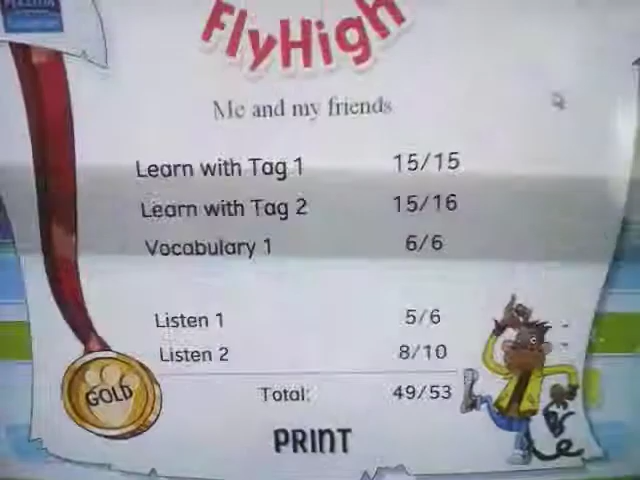 PEARSON
FlyHigh
Me and my friends
Learn with Tag 1 15/15
Learn with Tag 2 15/16
Vocabulary 1 6/6
Listen 1 5/6
Listen 2 8/10
Total: 49/53
GOLD
PRINT